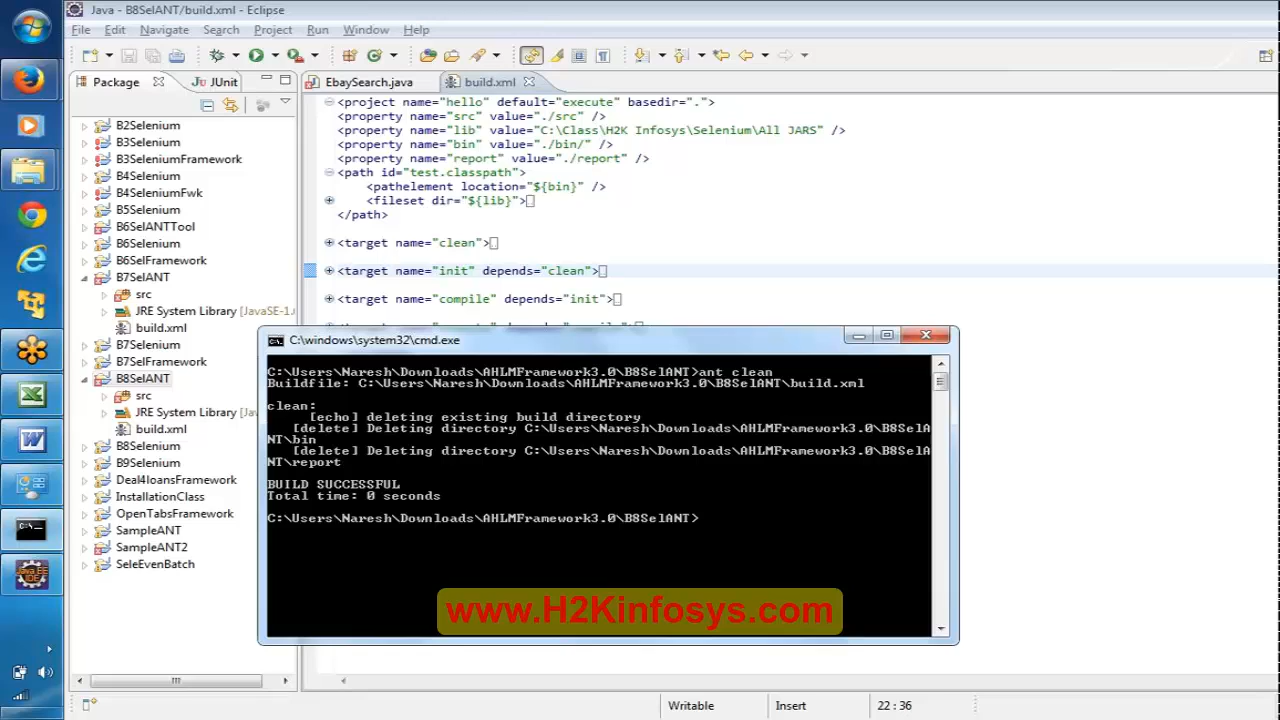 Java - B8SelANT/build.xml - Eclipse
File Edit Navigate Search Project Run Window Help
Package JUnit
EbaySearch.java build.xml
B2Selenium
B3Selenium
B3SeleniumFramework
B4Selenium
B4SeleniumFwk
B5Selenium
B6SelANTTool
B6Selenium
B6SelFramework
B7SelANT
src
JRE System Library [JavaSE-1.
build.xml
B7Selenium
B7SelFramework
B8SelANT
src
JRE System Library [Jav
build.xml
B8Selenium
B9Selenium
Deal4loansFramework
InstallationClass
OpenTabsFramework
SampleANT
SampleANT2
SeleEvenBatch
<project name="hello" default="execute" basedir=".">
<property name="src" value="./src" />
<property name="lib" value="C:\Class\H2K Infosys\Selenium\All JARS" />
<property name="bin" value="./bin/" />
<property name="report" value="./report" />
<path id="test.classpath">
<pathelement location="${bin}" />
<fileset dir="${lib}">
</path>
<target name="clean">
<target name="init" depends="clean">
<target name="compile" depends="init">
C:\windows\system32\cmd.exe
C:\Users\Naresh\Downloads\AHLMFramework3.0\B8SelANT>ant clean
Buildfile: C:\Users\Naresh\Downloads\AHLMFramework3.0\B8SelANT\build.xml
clean:
[echo] deleting existing build directory
[delete] Deleting directory C:\Users\Naresh\Downloads\AHLMFramework3.0\B8SelA
NT\bin
[delete] Deleting directory C:\Users\Naresh\Downloads\AHLMFramework3.0\B8SelA
NT\report
BUILD SUCCESSFUL
Total time: 0 seconds
C:\Users\Naresh\Downloads\AHLMFramework3.0\B8SelANT>
www.H2Kinfosys.com
Writable Insert 22 : 36